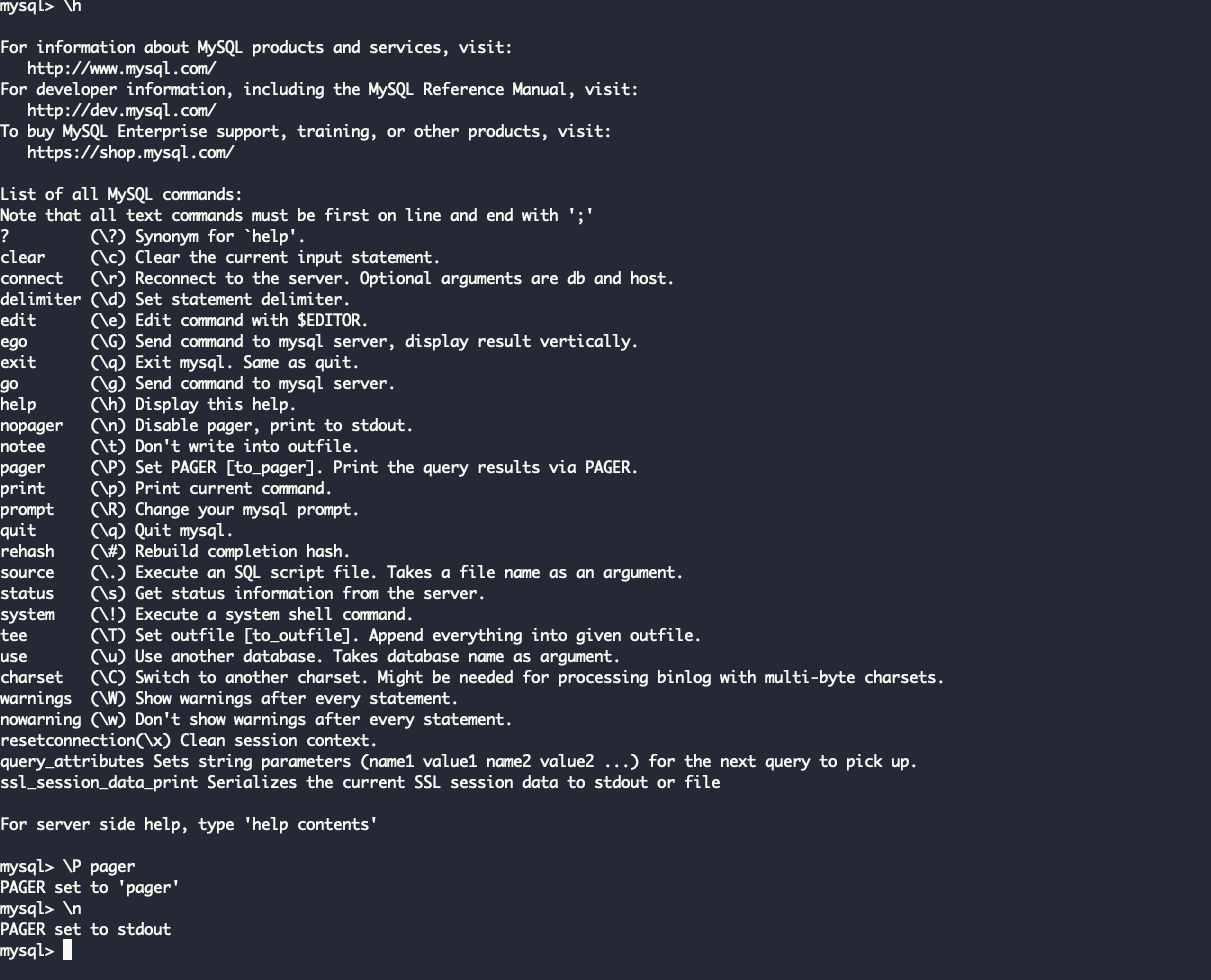 mysql> \h
For information about MySQL products and services, visit:
   http://www.mysql.com/
For developer information, including the MySQL Reference Manual, visit:
   http://dev.mysql.com/
To buy MySQL Enterprise support, training, or other products, visit:
   https://shop.mysql.com/
List of all MySQL commands:
Note that all text commands must be first on line and end with ';'
?         (\?) Synonym for `help'.
clear     (\c) Clear the current input statement.
connect   (\r) Reconnect to the server. Optional arguments are db and host.
delimiter (\d) Set statement delimiter.
edit      (\e) Edit command with $EDITOR.
ego       (\G) Send command to mysql server, display result vertically.
exit      (\q) Exit mysql. Same as quit.
go        (\g) Send command to mysql server.
help      (\h) Display this help.
nopager   (\n) Disable pager, print to stdout.
notee     (\t) Don't write into outfile.
pager     (\P) Set PAGER [to_pager]. Print the query results via PAGER.
print     (\p) Print current command.
prompt    (\R) Change your mysql prompt.
quit      (\q) Quit mysql.
rehash    (\#) Rebuild completion hash.
source    (\.) Execute an SQL script file. Takes a file name as an argument.
status    (\s) Get status information from the server.
system    (\!) Execute a system shell command.
tee       (\T) Set outfile [to_outfile]. Append everything into given outfile.
use       (\u) Use another database. Takes database name as argument.
charset   (\C) Switch to another charset. Might be needed for processing binlog with multi-byte charsets.
warnings  (\W) Show warnings after every statement.
nowarning (\w) Don't show warnings after every statement.
resetconnection(\x) Clean session context.
query_attributes Sets string parameters (name1 value1 name2 value2 ...) for the next query to pick up.
ssl_session_data_print Serializes the current SSL session data to stdout or file
For server side help, type 'help contents'
mysql> \P pager
PAGER set to 'pager'
mysql> \n
PAGER set to stdout
mysql>